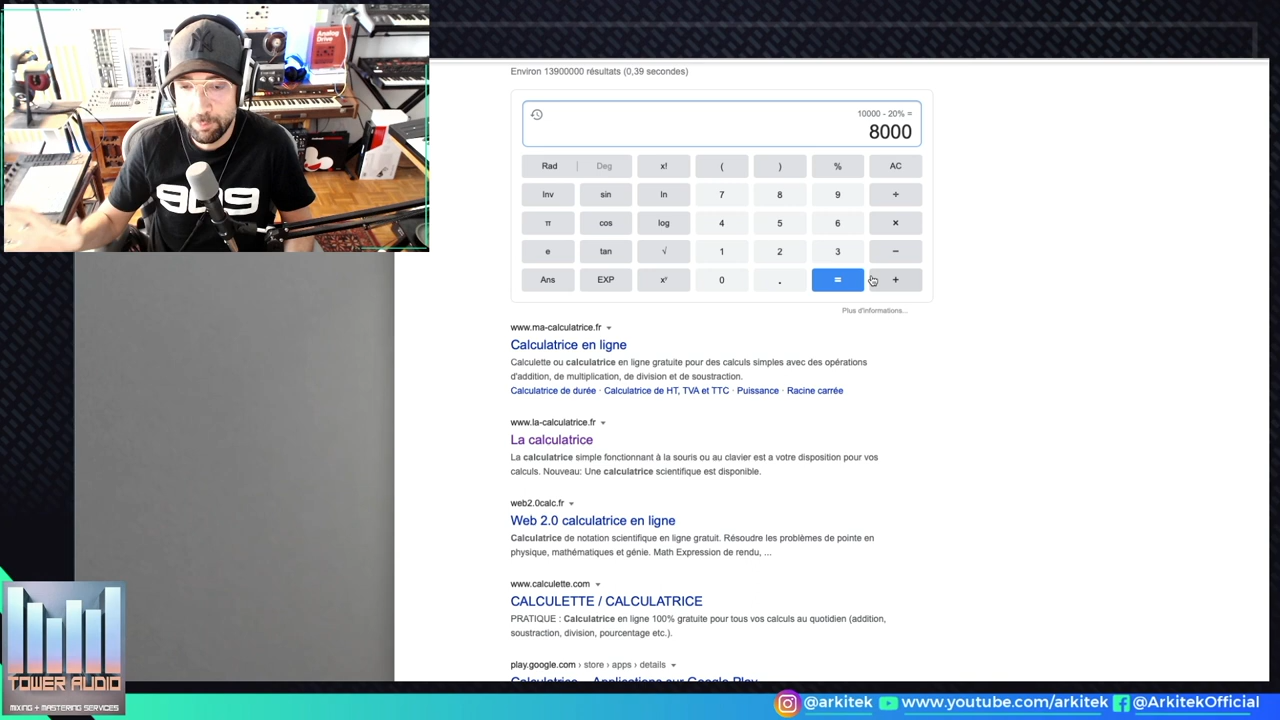 Analog
Drive
909
Environ 13900000 résultats (0,39 secondes)
10000 - 20% =
8000
Rad Deg x! ( ) % AC
Inv sin ln 7 8 9 ÷
π cos log 4 5 6 ×
e tan √ 1 2 3 −
Ans EXP xʸ 0 . = +
Plus d'informations...
www.ma-calculatrice.fr
Calculatrice en ligne
Calculette ou calculatrice en ligne gratuite pour des calculs simples avec des opérations
d'addition, de multiplication, de division et de soustraction.
Calculatrice de durée · Calculatrice de HT, TVA et TTC · Puissance · Racine carrée
www.la-calculatrice.fr
La calculatrice
La calculatrice simple fonctionnant à la souris ou au clavier est a votre disposition pour vos
calculs. Nouveau: Une calculatrice scientifique est disponible.
web2.0calc.fr
Web 2.0 calculatrice en ligne
Calculatrice de notation scientifique en ligne gratuit. Résoudre les problèmes de pointe en
physique, mathématiques et génie. Math Expression de rendu, ...
www.calculette.com
CALCULETTE / CALCULATRICE
PRATIQUE : Calculatrice en ligne 100% gratuite pour tous vos calculs au quotidien (addition,
soustraction, division, pourcentage etc.).
play.google.com › store › apps › details
Calculatrice – Applications sur Google Play
TOWER AUDIO
MIXING + MASTERING SERVICES
@arkitek www.youtube.com/arkitek @ArkitekOfficial